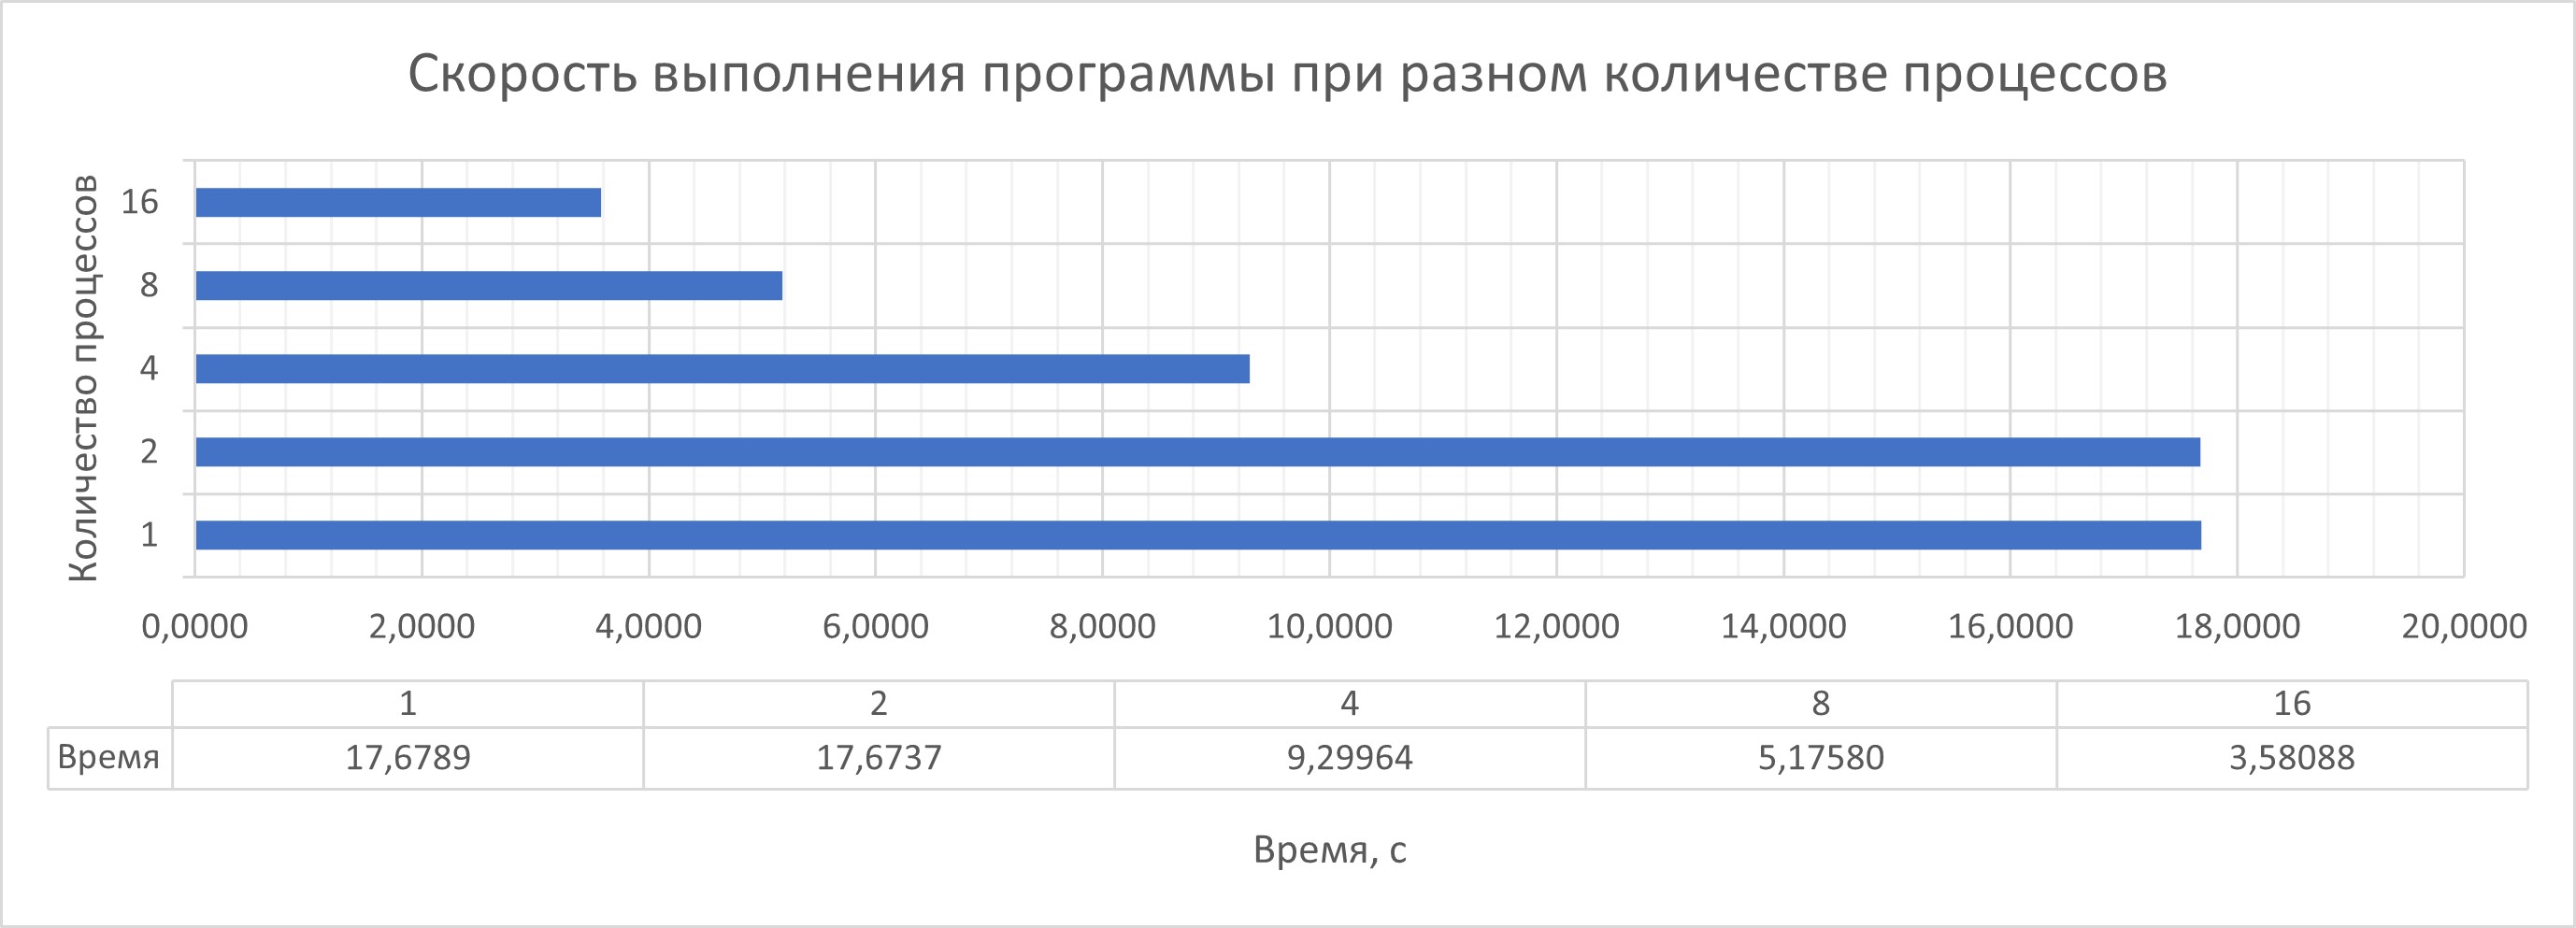 Скорость выполнения программы при разном количестве процессов
Количество процессов
16
8
4
2
1
0,0000 2,0000 4,0000 6,0000 8,0000 10,0000 12,0000 14,0000 16,0000 18,0000 20,0000
1 2 4 8 16
Время 17,6789 17,6737 9,29964 5,17580 3,58088
Время, с